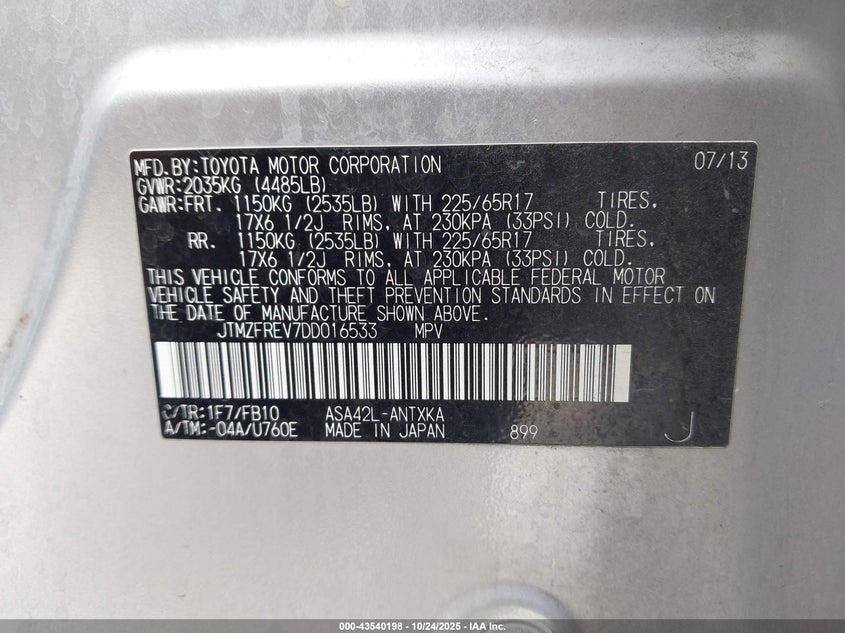 MFD.BY:TOYOTA MOTOR CORPORATION 07/13
GVWR:2035KG (4485LB)
GAWR:FRT. 1150KG (2535LB) WITH 225/65R17 TIRES,
17X6 1/2J RIMS, AT 230KPA (33PSI) COLD.
RR. 1150KG (2535LB) WITH 225/65R17 TIRES,
17X6 1/2J RIMS, AT 230KPA (33PSI) COLD.
THIS VEHICLE CONFORMS TO ALL APPLICABLE FEDERAL MOTOR
VEHICLE SAFETY AND THEFT PREVENTION STANDARDS IN EFFECT ON
THE DATE OF MANUFACTURE SHOWN ABOVE.
JTMZFREV7DD016533 MPV
C/TR:1F7/FB10 ASA42L-ANTXKA
A/TM:-04A/U760E MADE IN JAPAN 899 J
000-43540198 - 10/24/2025 - IAA Inc.